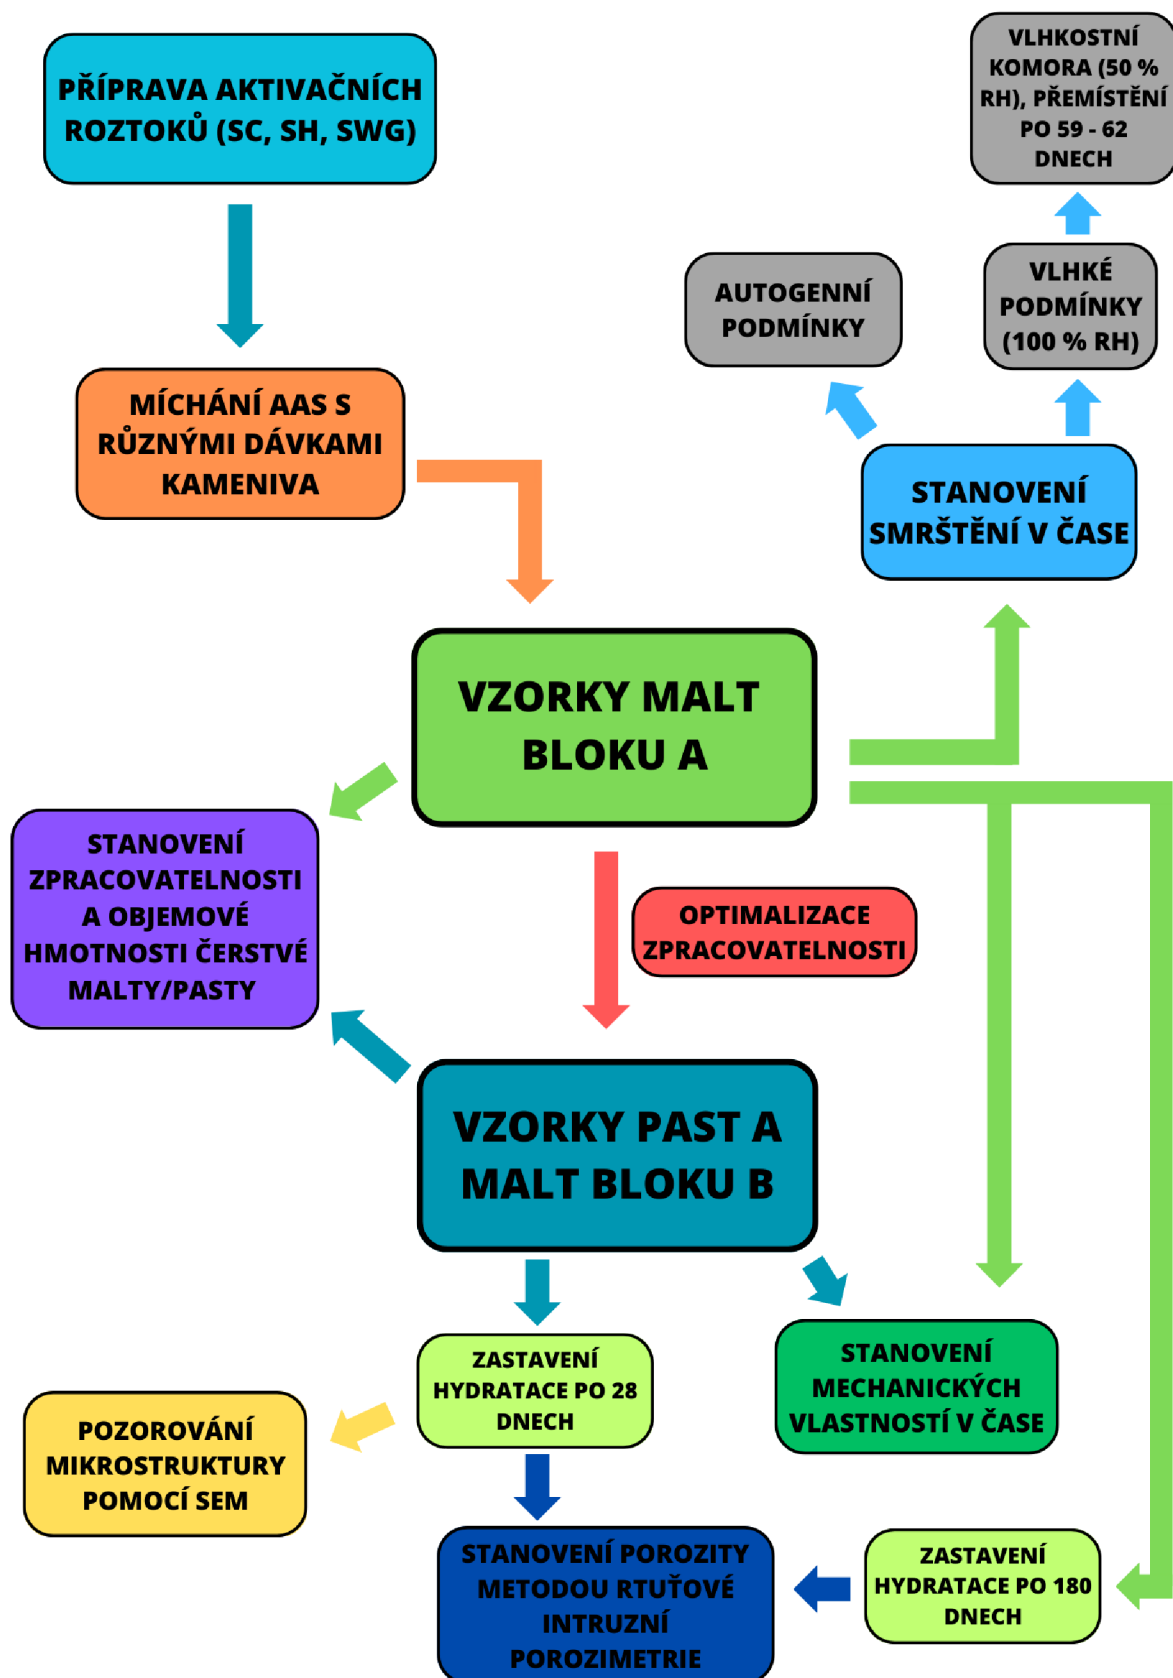 PŘÍPRAVA AKTIVAČNÍCH
ROZTOKŮ (SC, SH, SWG)
VLHKOSTNÍ
KOMORA (50 %
RH), PŘEMÍSTĚNÍ
PO 59 - 62
DNECH
AUTOGENNÍ
PODMÍNKY
VLHKÉ
PODMÍNKY
(100 % RH)
MÍCHÁNÍ AAS S
RŮZNÝMI DÁVKAMI
KAMENIVA
STANOVENÍ
SMRŠTĚNÍ V ČASE
VZORKY MALT
BLOKU A
STANOVENÍ
ZPRACOVATELNOSTI
A OBJEMOVÉ
HMOTNOSTI ČERSTVÉ
MALTY/PASTY
OPTIMALIZACE
ZPRACOVATELNOSTI
VZORKY PAST A
MALT BLOKU B
ZASTAVENÍ
HYDRATACE PO 28
DNECH
STANOVENÍ
MECHANICKÝCH
VLASTNOSTÍ V ČASE
POZOROVÁNÍ
MIKROSTRUKTURY
POMOCÍ SEM
STANOVENÍ POROZITY
METODOU RTUŤOVÉ
INTRUZNÍ
POROZIMETRIE
ZASTAVENÍ
HYDRATACE PO 180
DNECH